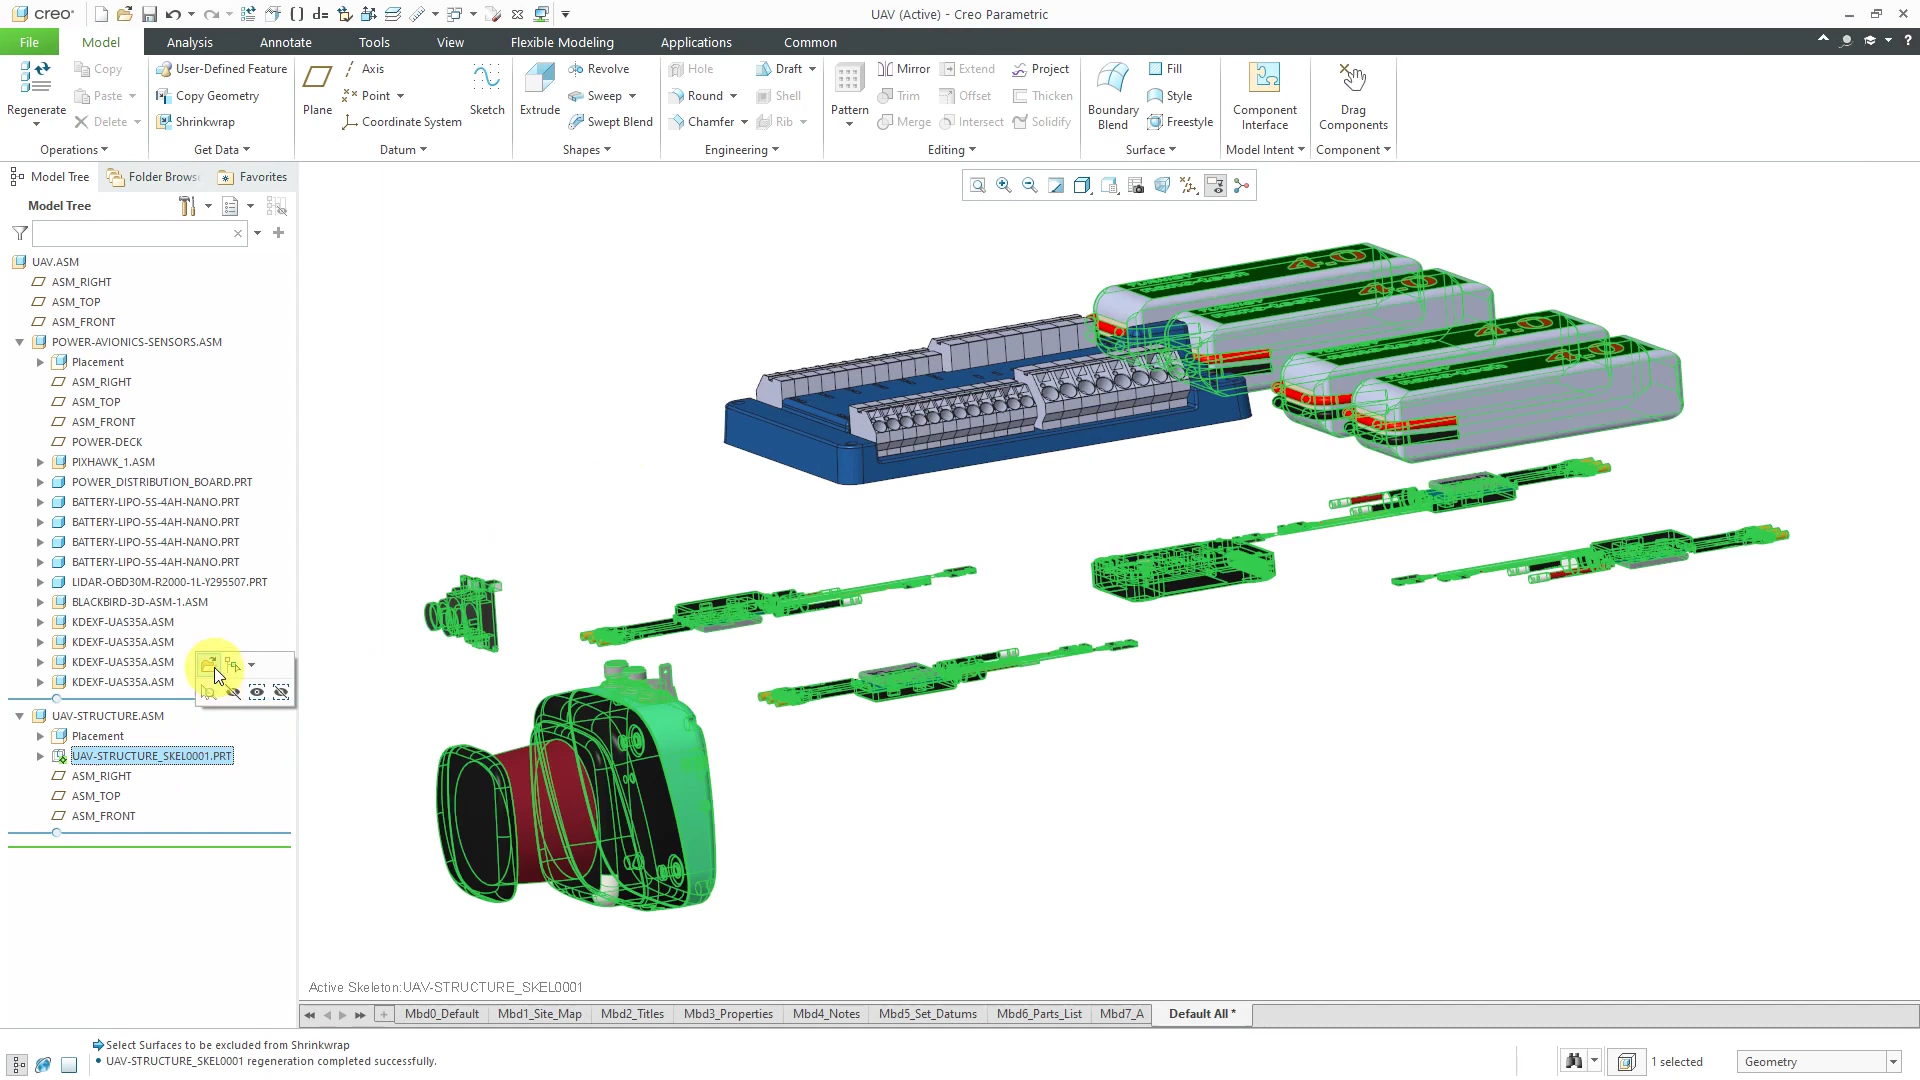 creo
UAV (Active) - Creo Parametric
File
Model
Analysis
Annotate
Tools
View
Flexible Modeling
Applications
Common
Regenerate
Copy
Paste
Delete
Operations
User-Defined Feature
Copy Geometry
Shrinkwrap
Get Data
Plane
Axis
Point
Coordinate System
Sketch
Datum
Extrude
Revolve
Sweep
Swept Blend
Shapes
Hole
Round
Chamfer
Draft
Shell
Rib
Engineering
Pattern
Mirror
Trim
Merge
Extend
Offset
Intersect
Project
Thicken
Solidify
Editing
Boundary
Blend
Fill
Style
Freestyle
Surface
Component
Interface
Model Intent
Drag
Components
Component
Model Tree
Folder Brows
Favorites
Model Tree
UAV.ASM
ASM_RIGHT
ASM_TOP
ASM_FRONT
POWER-AVIONICS-SENSORS.ASM
Placement
ASM_RIGHT
ASM_TOP
ASM_FRONT
POWER-DECK
PIXHAWK_1.ASM
POWER_DISTRIBUTION_BOARD.PRT
BATTERY-LIPO-5S-4AH-NANO.PRT
BATTERY-LIPO-5S-4AH-NANO.PRT
BATTERY-LIPO-5S-4AH-NANO.PRT
BATTERY-LIPO-5S-4AH-NANO.PRT
LIDAR-OBD30M-R2000-1L-Y295507.PRT
BLACKBIRD-3D-ASM-1.ASM
KDEXF-UAS35A.ASM
KDEXF-UAS35A.ASM
KDEXF-UAS35A.ASM
KDEXF-UAS35A.ASM
UAV-STRUCTURE.ASM
Placement
UAV-STRUCTURE_SKEL0001.PRT
ASM_RIGHT
ASM_TOP
ASM_FRONT
4.0
4.0
4.0
4.0
Active Skeleton:UAV-STRUCTURE_SKEL0001
Mbd0_Default
Mbd1_Site_Map
Mbd2_Titles
Mbd3_Properties
Mbd4_Notes
Mbd5_Set_Datums
Mbd6_Parts_List
Mbd7_A
Default All *
Select Surfaces to be excluded from Shrinkwrap
• UAV-STRUCTURE_SKEL0001 regeneration completed successfully.
1 selected
Geometry